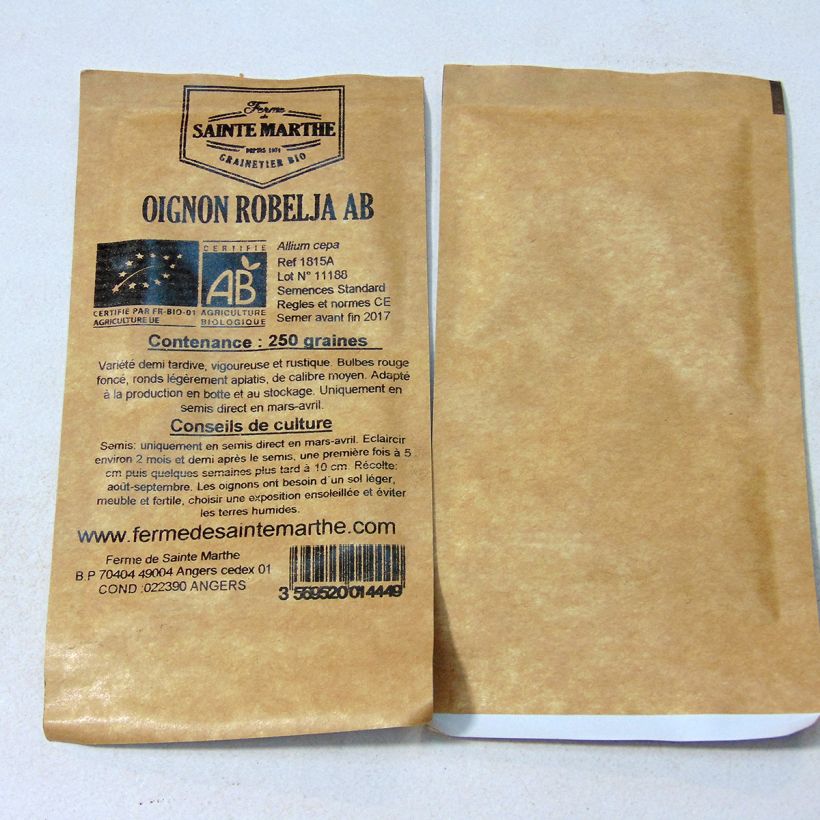 Ferme
de
SAINTE MARTHE
DEPUIS 1974
GRAINETIER BIO
OIGNON ROBELJA AB
CERTIFIÉ
AB
AGRICULTURE
BIOLOGIQUE
CERTIFIÉ PAR FR-BIO-01
AGRICULTURE UE
Allium cepa
Ref 1815A
Lot N° 11188
Semences Standard
Regles et normes CE
Semer avant fin 2017
Contenance : 250 graines
Variété demi tardive, vigoureuse et rustique. Bulbes rouge
foncé, ronds légèrement aplatis, de calibre moyen. Adapté
à la production en botte et au stockage. Uniquement en
semis direct en mars-avril.
Conseils de culture
Semis: uniquement en semis direct en mars-avril. Eclaircir
environ 2 mois et demi après le semis, une première fois à 5
cm puis quelques semaines plus tard à 10 cm. Récolte:
août-septembre. Les oignons ont besoin d'un sol léger,
meuble et fertile, choisir une exposition ensoleillée et éviter
les terres humides.
www.fermedesaintemarthe.com
Ferme de Sainte Marthe
B.P 70404 49004 Angers cedex 01
COND :022390 ANGERS
3 569520 014449